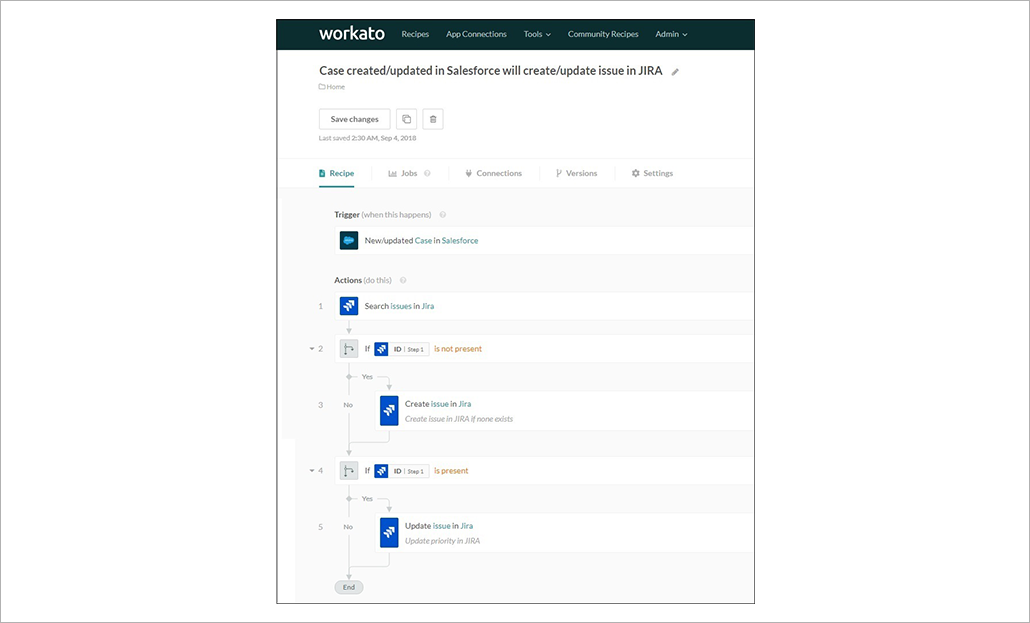 workato Recipes App Connections Tools Community Recipes Admin
Case created/updated in Salesforce will create/update issue in JIRA
Home
Save changes
Last saved 2:30 AM, Sep 4, 2018
Recipe Jobs ? Connections Versions Settings
Trigger (when this happens) ?
New/updated Case in Salesforce
Actions (do this) ?
1 Search issues in Jira
2 If ID | Step 1 is not present
Yes
3 No Create issue in Jira
Create issue in JIRA if none exists
4 If ID | Step 1 is present
Yes
5 No Update issue in Jira
Update priority in JIRA
End